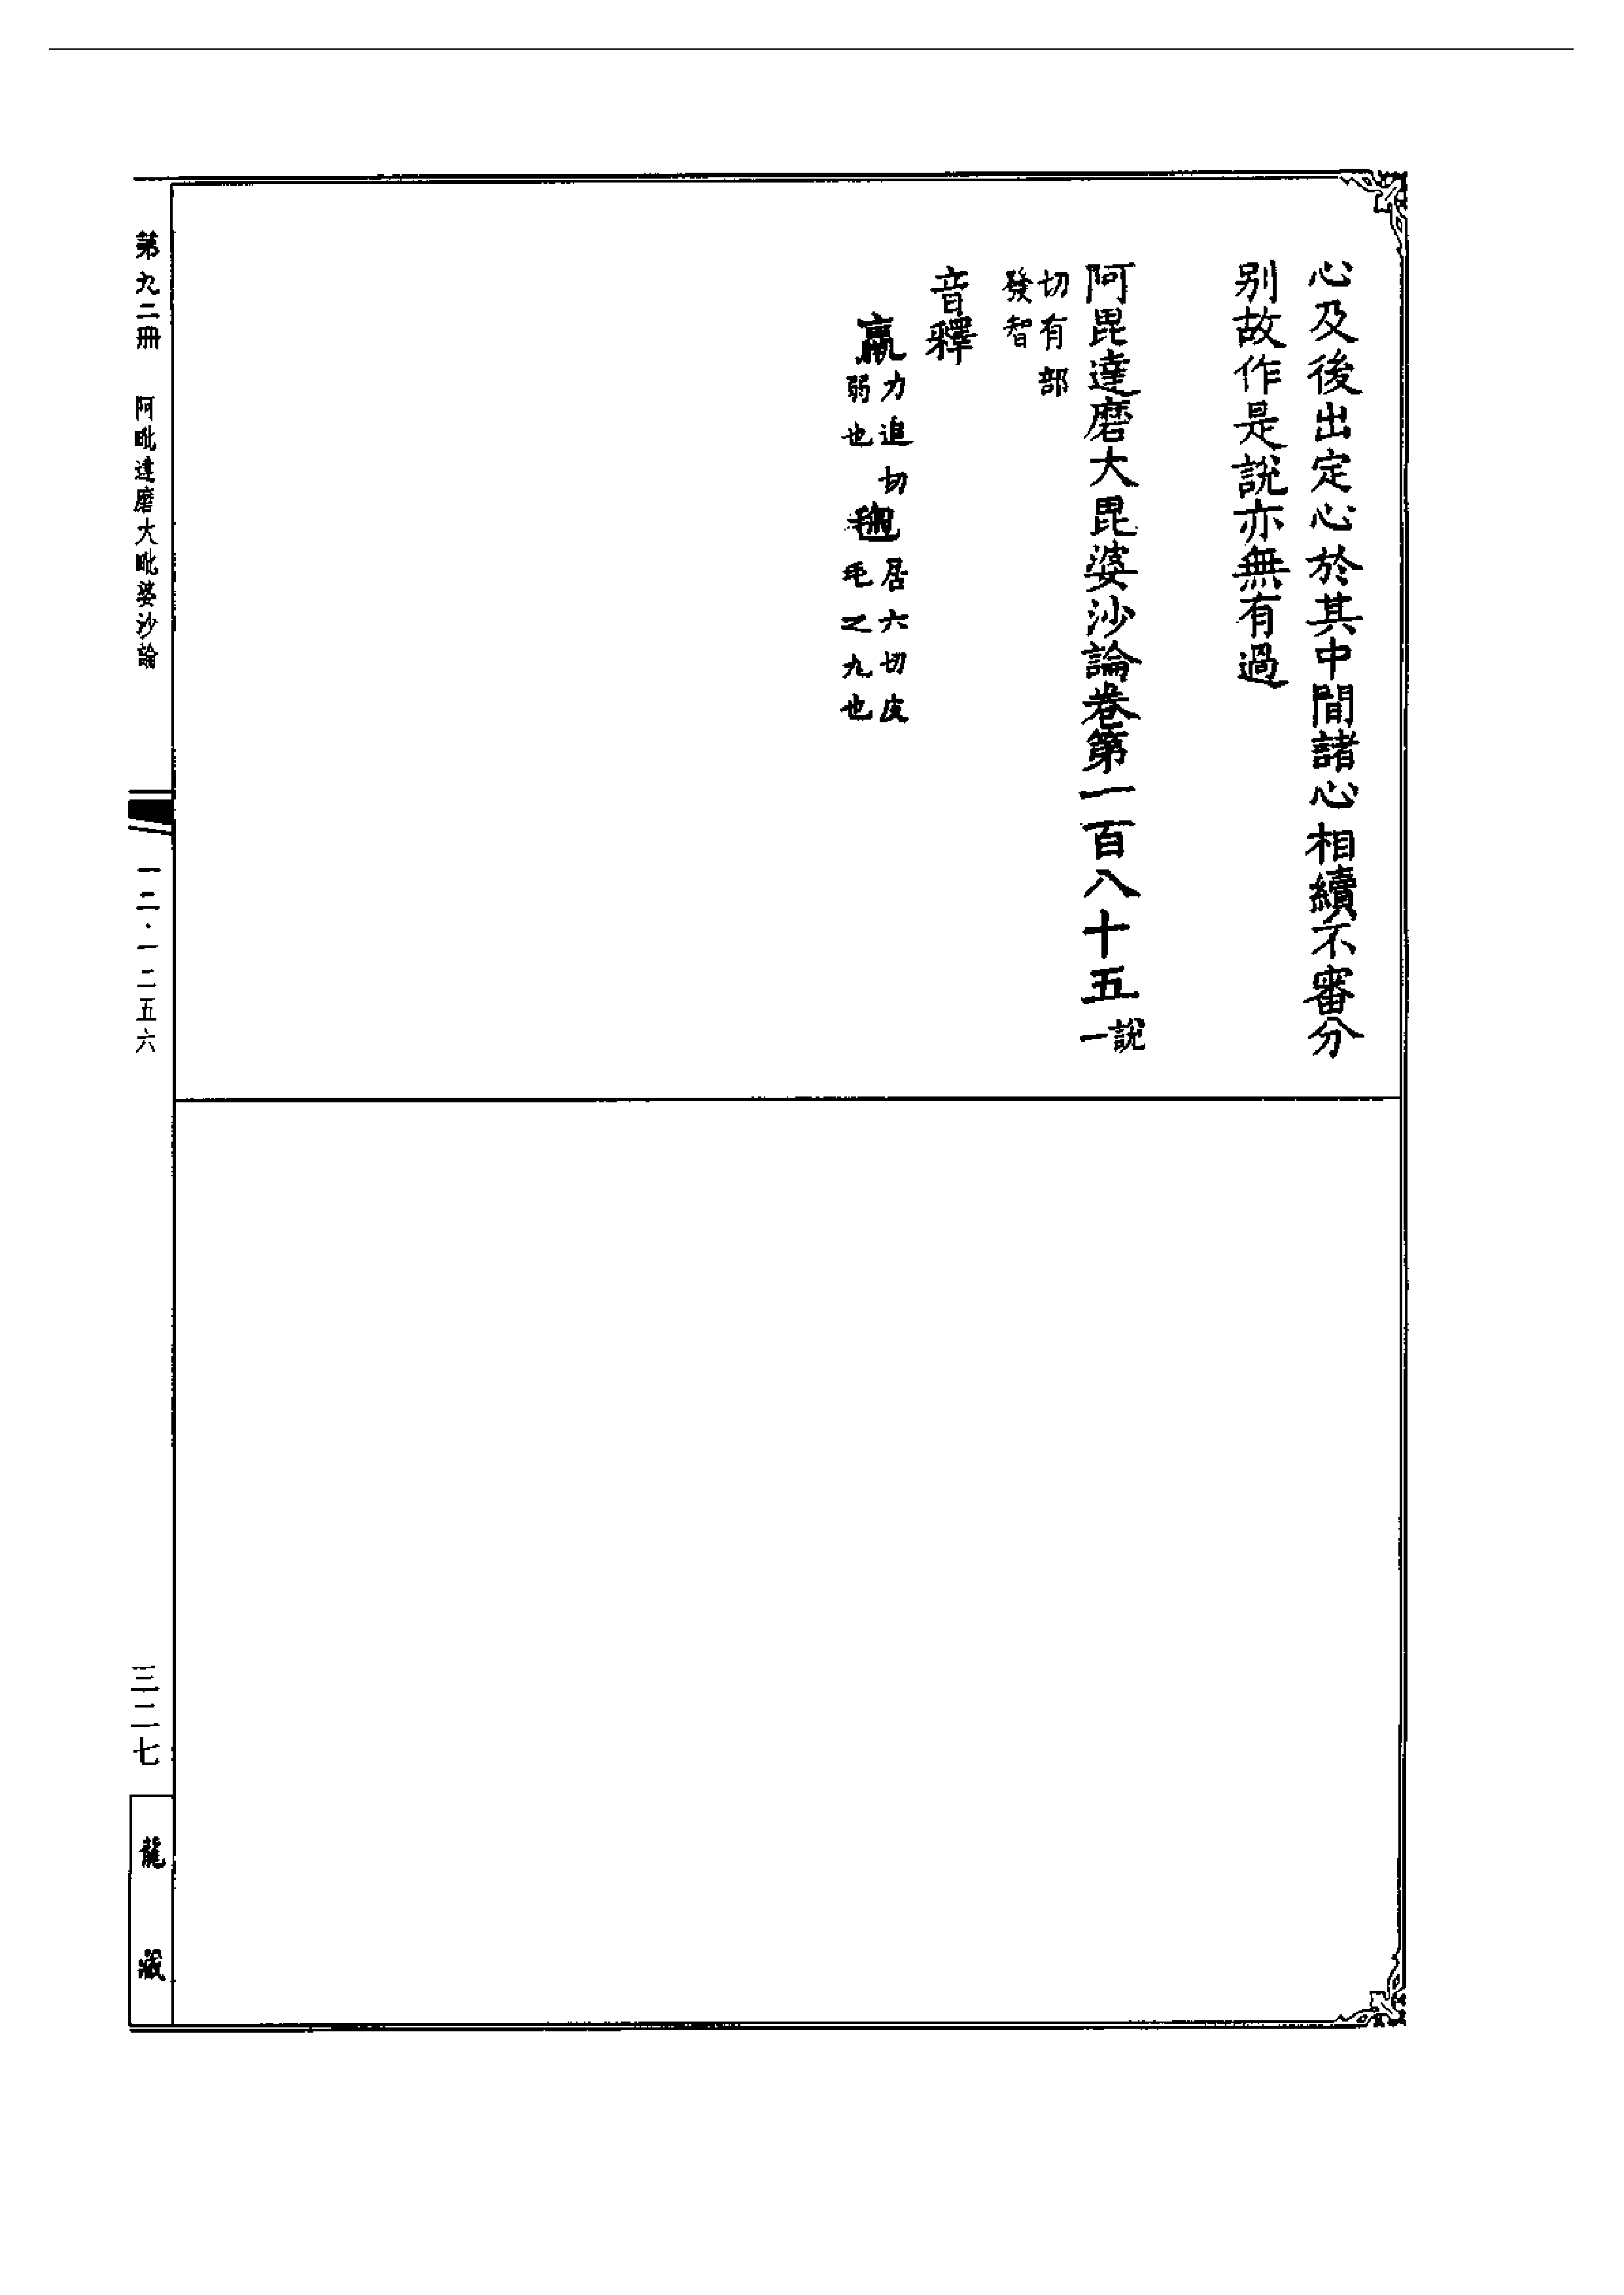 心及後出定心於其中間諸心相續不審分
別故作是說亦無有過
阿毘達磨大毘婆沙論卷第一百八十五說一
切有部
發智
音釋
羸力追切弱也 毱居六切皮毛之九也
第九二冊 阿毗達磨大毗婆沙論 一二·一二五六 三二七 龍藏